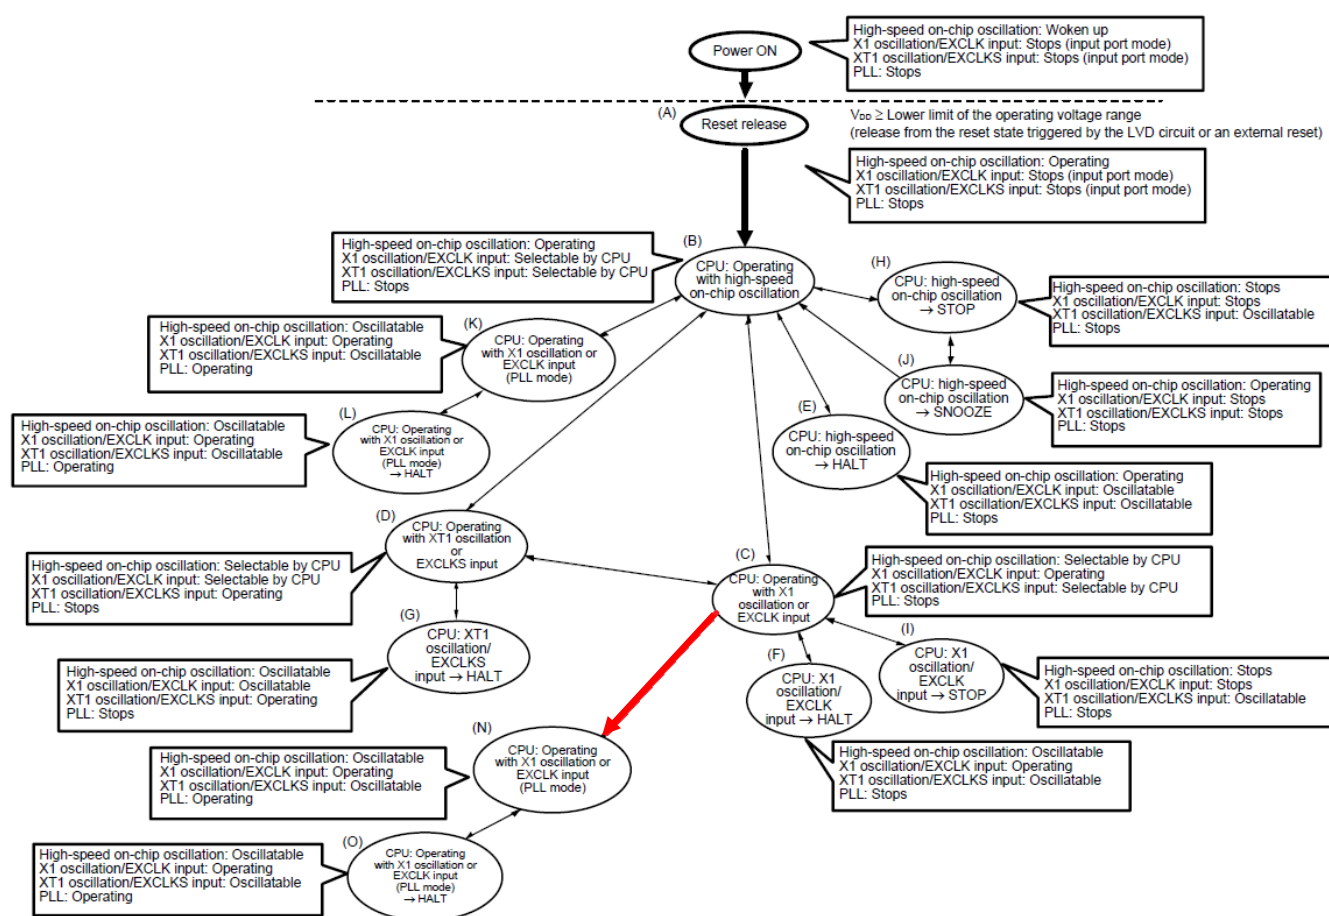 Power ON
High-speed on-chip oscillation: Woken up
X1 oscillation/EXCLK input: Stops (input port mode)
XT1 oscillation/EXCLKS input: Stops (input port mode)
PLL: Stops
(A)
Reset release
VDD ≥ Lower limit of the operating voltage range
(release from the reset state triggered by the LVD circuit or an external reset)
High-speed on-chip oscillation: Operating
X1 oscillation/EXCLK input: Stops (input port mode)
XT1 oscillation/EXCLKS input: Stops (input port mode)
PLL: Stops
High-speed on-chip oscillation: Operating
X1 oscillation/EXCLK input: Selectable by CPU
XT1 oscillation/EXCLKS input: Selectable by CPU
PLL: Stops
(B)
CPU: Operating
with high-speed
on-chip oscillation
(H)
CPU: high-speed
on-chip oscillation
→ STOP
High-speed on-chip oscillation: Stops
X1 oscillation/EXCLK input: Stops
XT1 oscillation/EXCLKS input: Oscillatable
PLL: Stops
High-speed on-chip oscillation: Oscillatable
X1 oscillation/EXCLK input: Operating
XT1 oscillation/EXCLKS input: Oscillatable
PLL: Operating
(K)
CPU: Operating
with X1 oscillation or
EXCLK input
(PLL mode)
(J)
CPU: high-speed
on-chip oscillation
→ SNOOZE
High-speed on-chip oscillation: Operating
X1 oscillation/EXCLK input: Stops
XT1 oscillation/EXCLKS input: Stops
PLL: Stops
High-speed on-chip oscillation: Oscillatable
X1 oscillation/EXCLK input: Operating
XT1 oscillation/EXCLKS input: Oscillatable
PLL: Operating
(L)
CPU: Operating
with X1 oscillation or
EXCLK input
(PLL mode)
→ HALT
(E)
CPU: high-speed
on-chip oscillation
→ HALT
High-speed on-chip oscillation: Operating
X1 oscillation/EXCLK input: Oscillatable
XT1 oscillation/EXCLKS input: Oscillatable
PLL: Stops
(D)
CPU: Operating
with XT1 oscillation
or
EXCLKS input
High-speed on-chip oscillation: Selectable by CPU
X1 oscillation/EXCLK input: Selectable by CPU
XT1 oscillation/EXCLKS input: Operating
PLL: Stops
(C)
CPU: Operating
with X1
oscillation or
EXCLK input
High-speed on-chip oscillation: Selectable by CPU
X1 oscillation/EXCLK input: Operating
XT1 oscillation/EXCLKS input: Selectable by CPU
PLL: Stops
(G)
CPU: XT1
oscillation/
EXCLKS
input → HALT
High-speed on-chip oscillation: Oscillatable
X1 oscillation/EXCLK input: Oscillatable
XT1 oscillation/EXCLKS input: Operating
PLL: Stops
(F)
CPU: X1
oscillation/
EXCLK
input → HALT
(I)
CPU: X1
oscillation/
EXCLK
input → STOP
High-speed on-chip oscillation: Stops
X1 oscillation/EXCLK input: Stops
XT1 oscillation/EXCLKS input: Oscillatable
PLL: Stops
(N)
CPU: Operating
with X1 oscillation or
EXCLK input
(PLL mode)
High-speed on-chip oscillation: Oscillatable
X1 oscillation/EXCLK input: Operating
XT1 oscillation/EXCLKS input: Oscillatable
PLL: Operating
High-speed on-chip oscillation: Oscillatable
X1 oscillation/EXCLK input: Operating
XT1 oscillation/EXCLKS input: Oscillatable
PLL: Stops
(O)
CPU: Operating
with X1 oscillation or
EXCLK input
(PLL mode)
→ HALT
High-speed on-chip oscillation: Oscillatable
X1 oscillation/EXCLK input: Operating
XT1 oscillation/EXCLKS input: Oscillatable
PLL: Operating